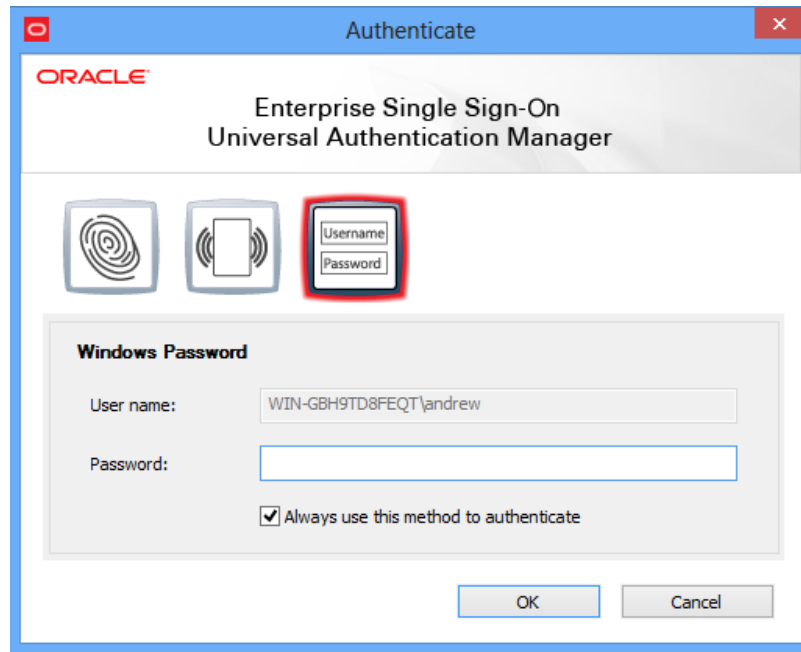 Authenticate
ORACLE
Enterprise Single Sign-On
Universal Authentication Manager
Username
Password
Windows Password
User name: WIN-GBH9TD8FEQT\andrew
Password:
Always use this method to authenticate
OK Cancel